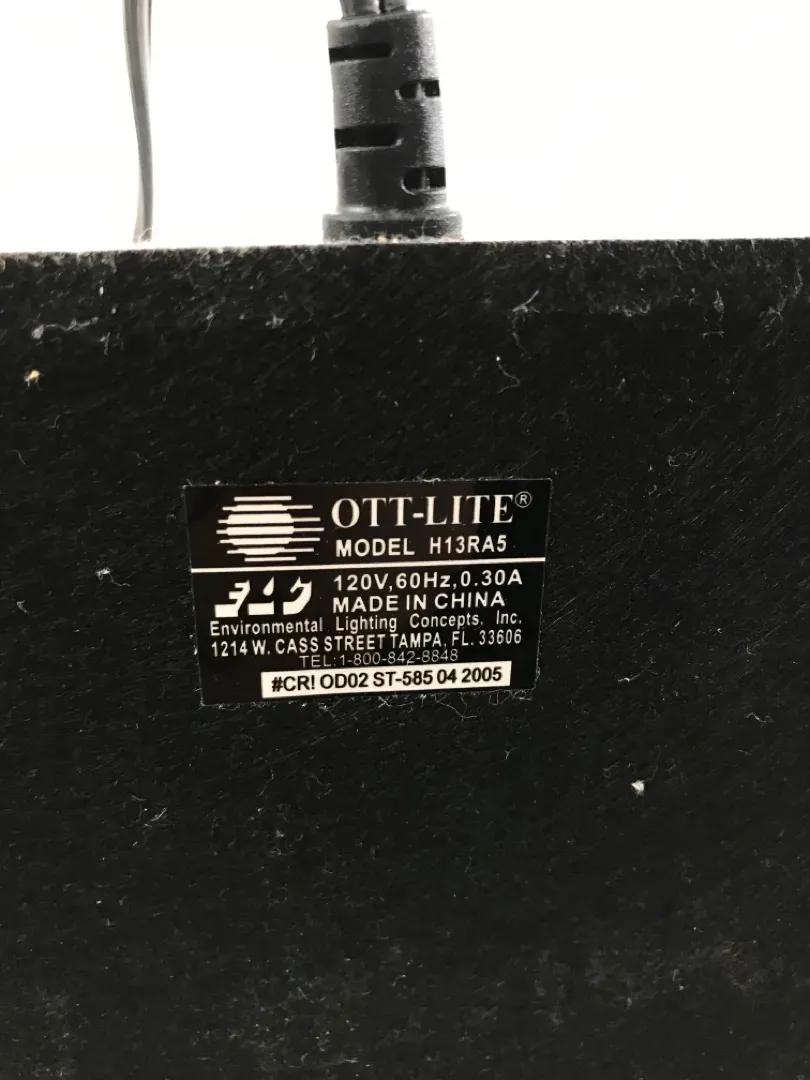 OTT-LITE®
MODEL H13RA5
120V,60Hz,0.30A
MADE IN CHINA
Environmental Lighting Concepts, Inc.
1214 W. CASS STREET TAMPA, FL. 33606
TEL:1-800-842-8848
#CR! OD02 ST-585 04 2005